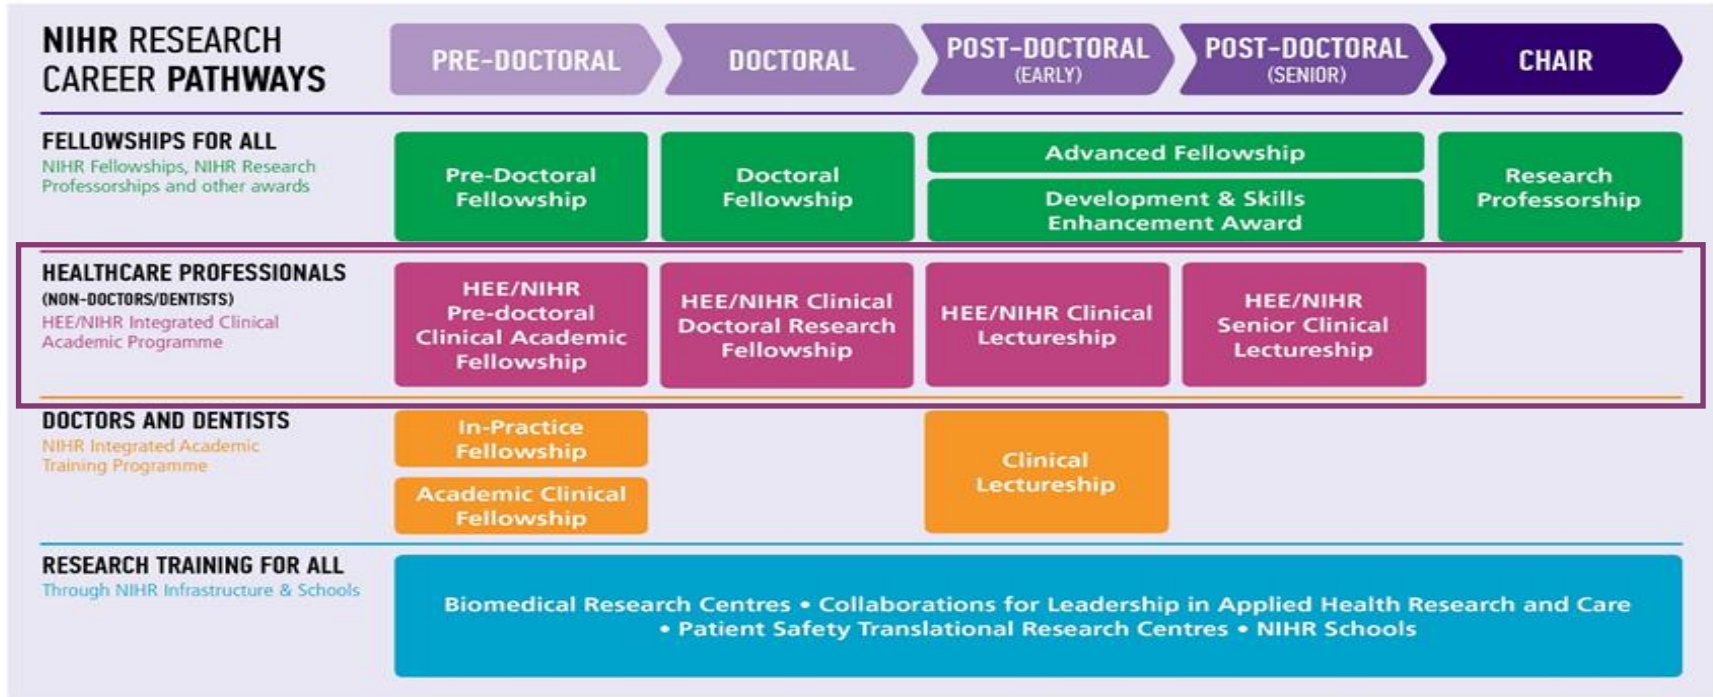 NIHR RESEARCH
CAREER PATHWAYS
PRE-DOCTORAL
DOCTORAL
POST-DOCTORAL
(EARLY)
POST-DOCTORAL
(SENIOR)
CHAIR
FELLOWSHIPS FOR ALL
NIHR Fellowships, NIHR Research
Professorships and other awards
Pre-Doctoral
Fellowship
Doctoral
Fellowship
Advanced Fellowship
Development & Skills
Enhancement Award
Research
Professorship
HEALTHCARE PROFESSIONALS
(NON-DOCTORS/DENTISTS)
HEE/NIHR Integrated Clinical
Academic Programme
HEE/NIHR
Pre-doctoral
Clinical Academic
Fellowship
HEE/NIHR Clinical
Doctoral Research
Fellowship
HEE/NIHR Clinical
Lectureship
HEE/NIHR
Senior Clinical
Lectureship
DOCTORS AND DENTISTS
NIHR Integrated Academic
Training Programme
In-Practice
Fellowship
Academic Clinical
Fellowship
Clinical
Lectureship
RESEARCH TRAINING FOR ALL
Through NIHR Infrastructure & Schools
Biomedical Research Centres • Collaborations for Leadership in Applied Health Research and Care
• Patient Safety Translational Research Centres • NIHR Schools